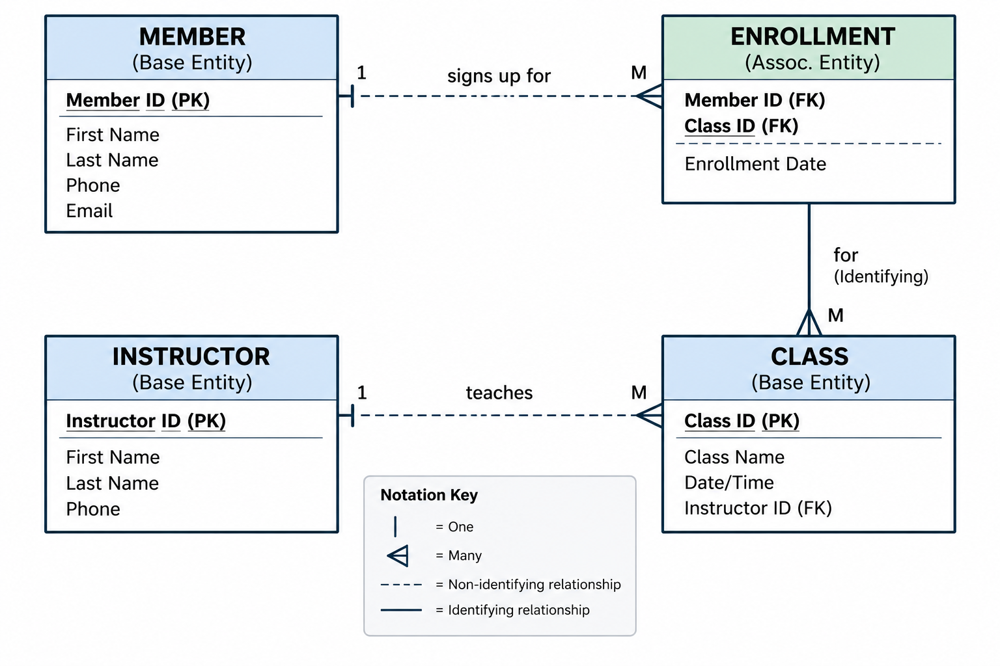 MEMBER
(Base Entity)
Member ID (PK)
First Name
Last Name
Phone
Email
1
signs up for
M
ENROLLMENT
(Assoc. Entity)
Member ID (FK)
Class ID (FK)
Enrollment Date
for
(Identifying)
M
INSTRUCTOR
(Base Entity)
Instructor ID (PK)
First Name
Last Name
Phone
1
teaches
M
CLASS
(Base Entity)
Class ID (PK)
Class Name
Date/Time
Instructor ID (FK)
Notation Key
= One
= Many
= Non-identifying relationship
= Identifying relationship